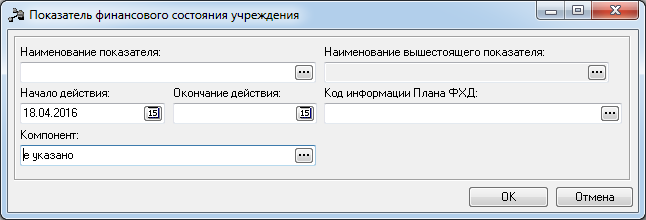 Показатель финансового состояния учреждения
Наименование показателя: Наименование вышестоящего показателя:
Начало действия: Окончание действия: Код информации Плана ФХД:
18.04.2016
Компонент:
е указано
OK Отмена